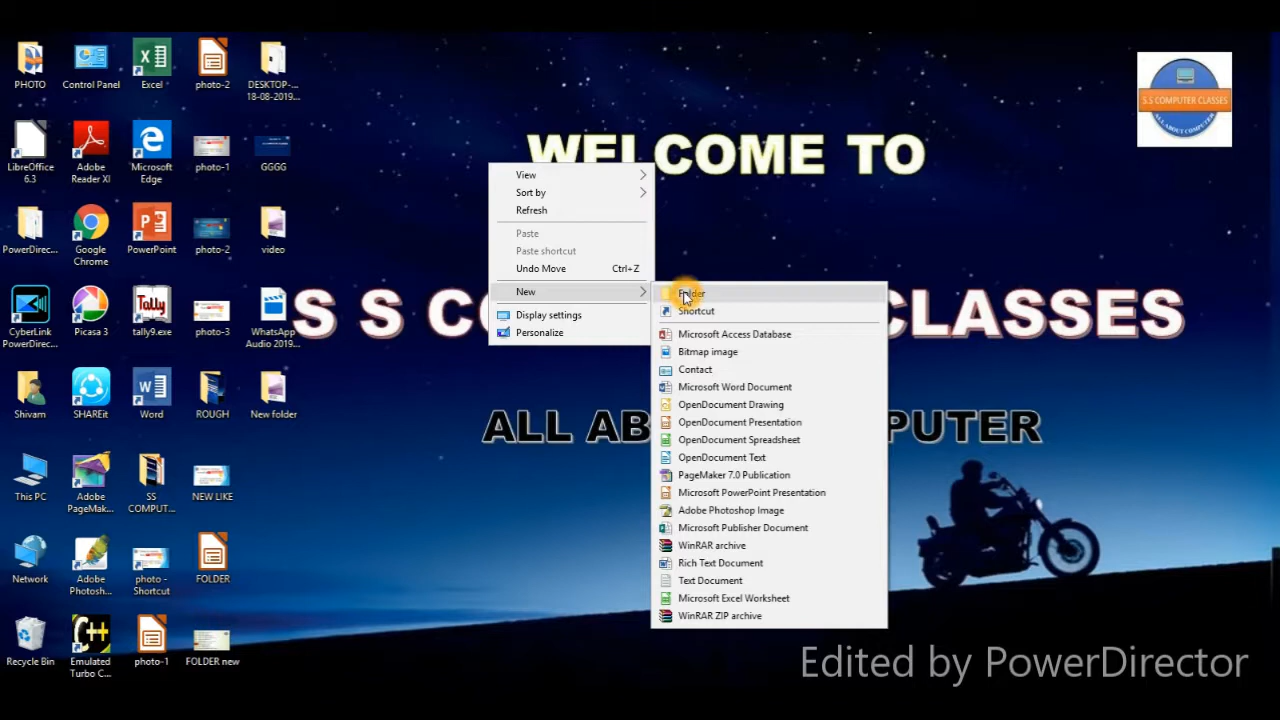 PHOTO
Control Panel
Excel
photo-2
DESKTOP-...
18-08-2019...
LibreOffice
6.3
Adobe
Reader XI
Microsoft
Edge
photo-1
GGGG
PowerDirec...
Google
Chrome
PowerPoint
photo-2
video
CyberLink
PowerDirec...
Picasa 3
tally9.exe
photo-3
WhatsApp
Audio 2019...
Shivam
SHAREit
Word
ROUGH
New folder
This PC
Adobe
PageMak...
SS
COMPUT...
NEW LIKE
Network
Adobe
Photosh...
photo -
Shortcut
FOLDER
Recycle Bin
Emulated
Turbo C...
photo-1
FOLDER new
Tally
C++
S.S COMPUTER CLASSES
ALL ABOUT COMPUTER
WELCOME TO
S S CO CLASSES
ALL AB PUTER
View
Sort by
Refresh
Paste
Paste shortcut
Undo Move Ctrl+Z
New
Display settings
Personalize
Folder
Shortcut
Microsoft Access Database
Bitmap image
Contact
Microsoft Word Document
OpenDocument Drawing
OpenDocument Presentation
OpenDocument Spreadsheet
OpenDocument Text
PageMaker 7.0 Publication
Microsoft PowerPoint Presentation
Adobe Photoshop Image
Microsoft Publisher Document
WinRAR archive
Rich Text Document
Text Document
Microsoft Excel Worksheet
WinRAR ZIP archive
Edited by PowerDirector